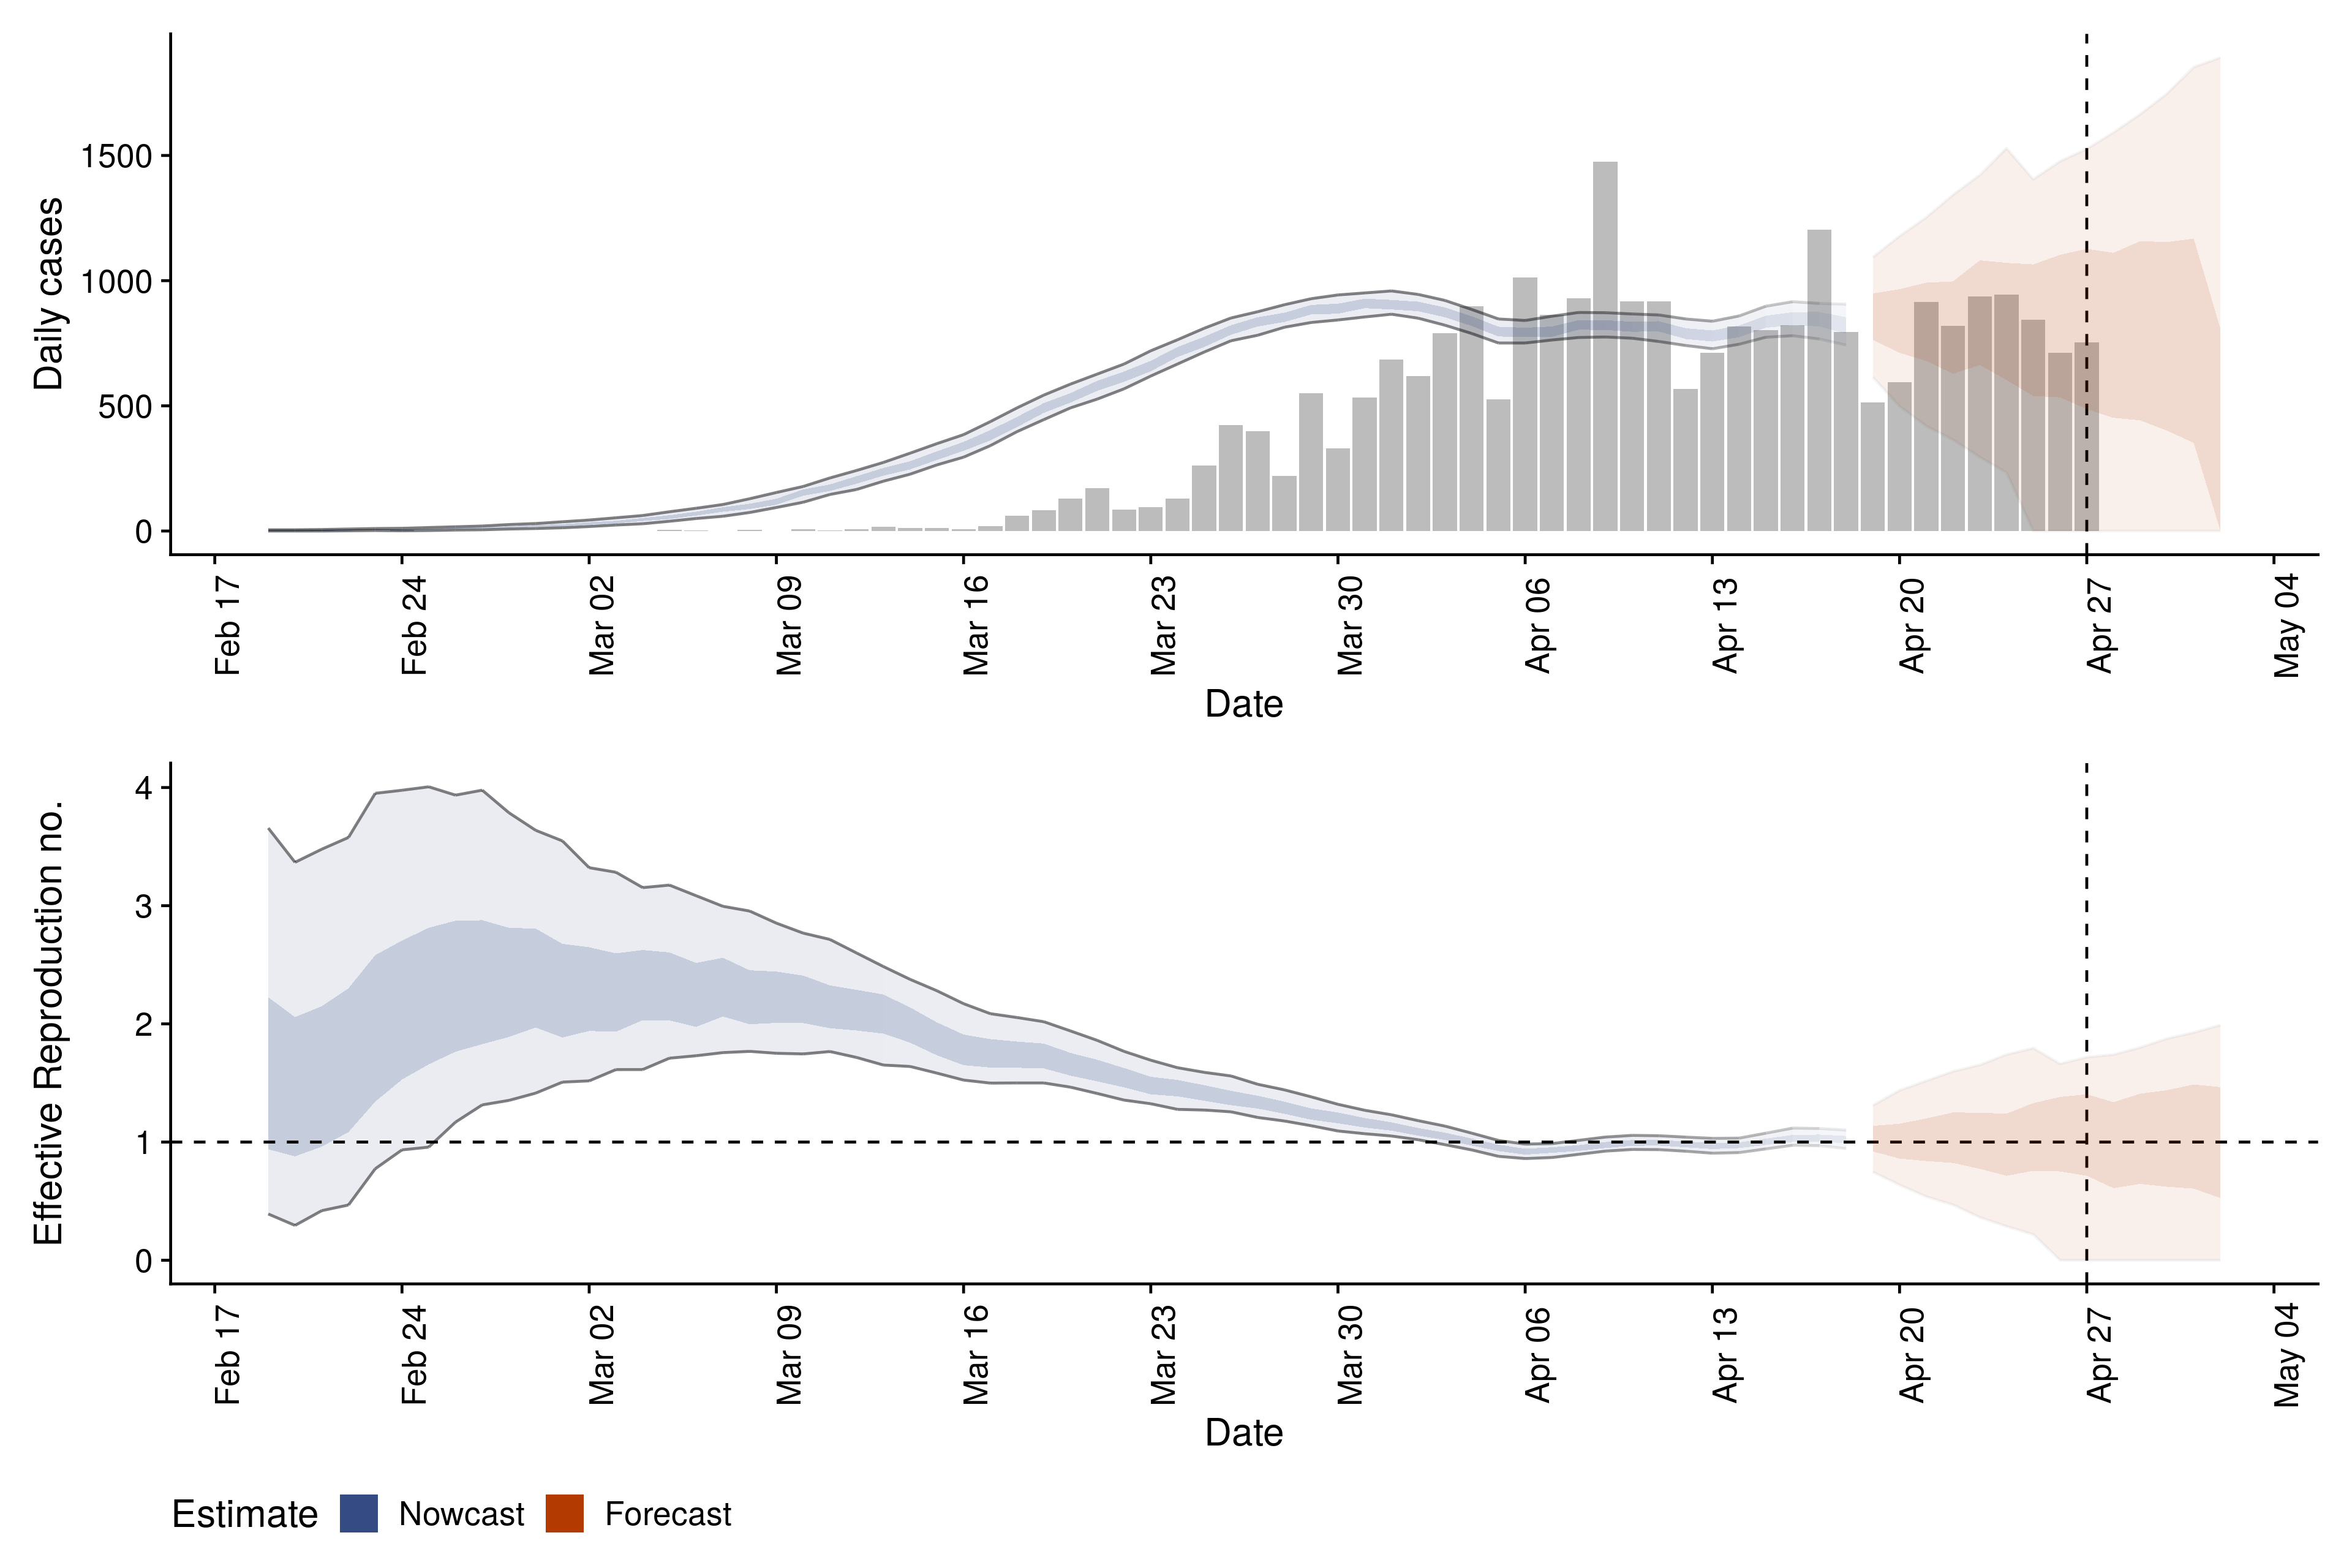 Daily cases
1500
1000
500
0
Feb 17
Feb 24
Mar 02
Mar 09
Mar 16
Mar 23
Mar 30
Apr 06
Apr 13
Apr 20
Apr 27
May 04
Date
Effective Reproduction no.
4
3
2
1
0
Feb 17
Feb 24
Mar 02
Mar 09
Mar 16
Mar 23
Mar 30
Apr 06
Apr 13
Apr 20
Apr 27
May 04
Date
Estimate Nowcast Forecast